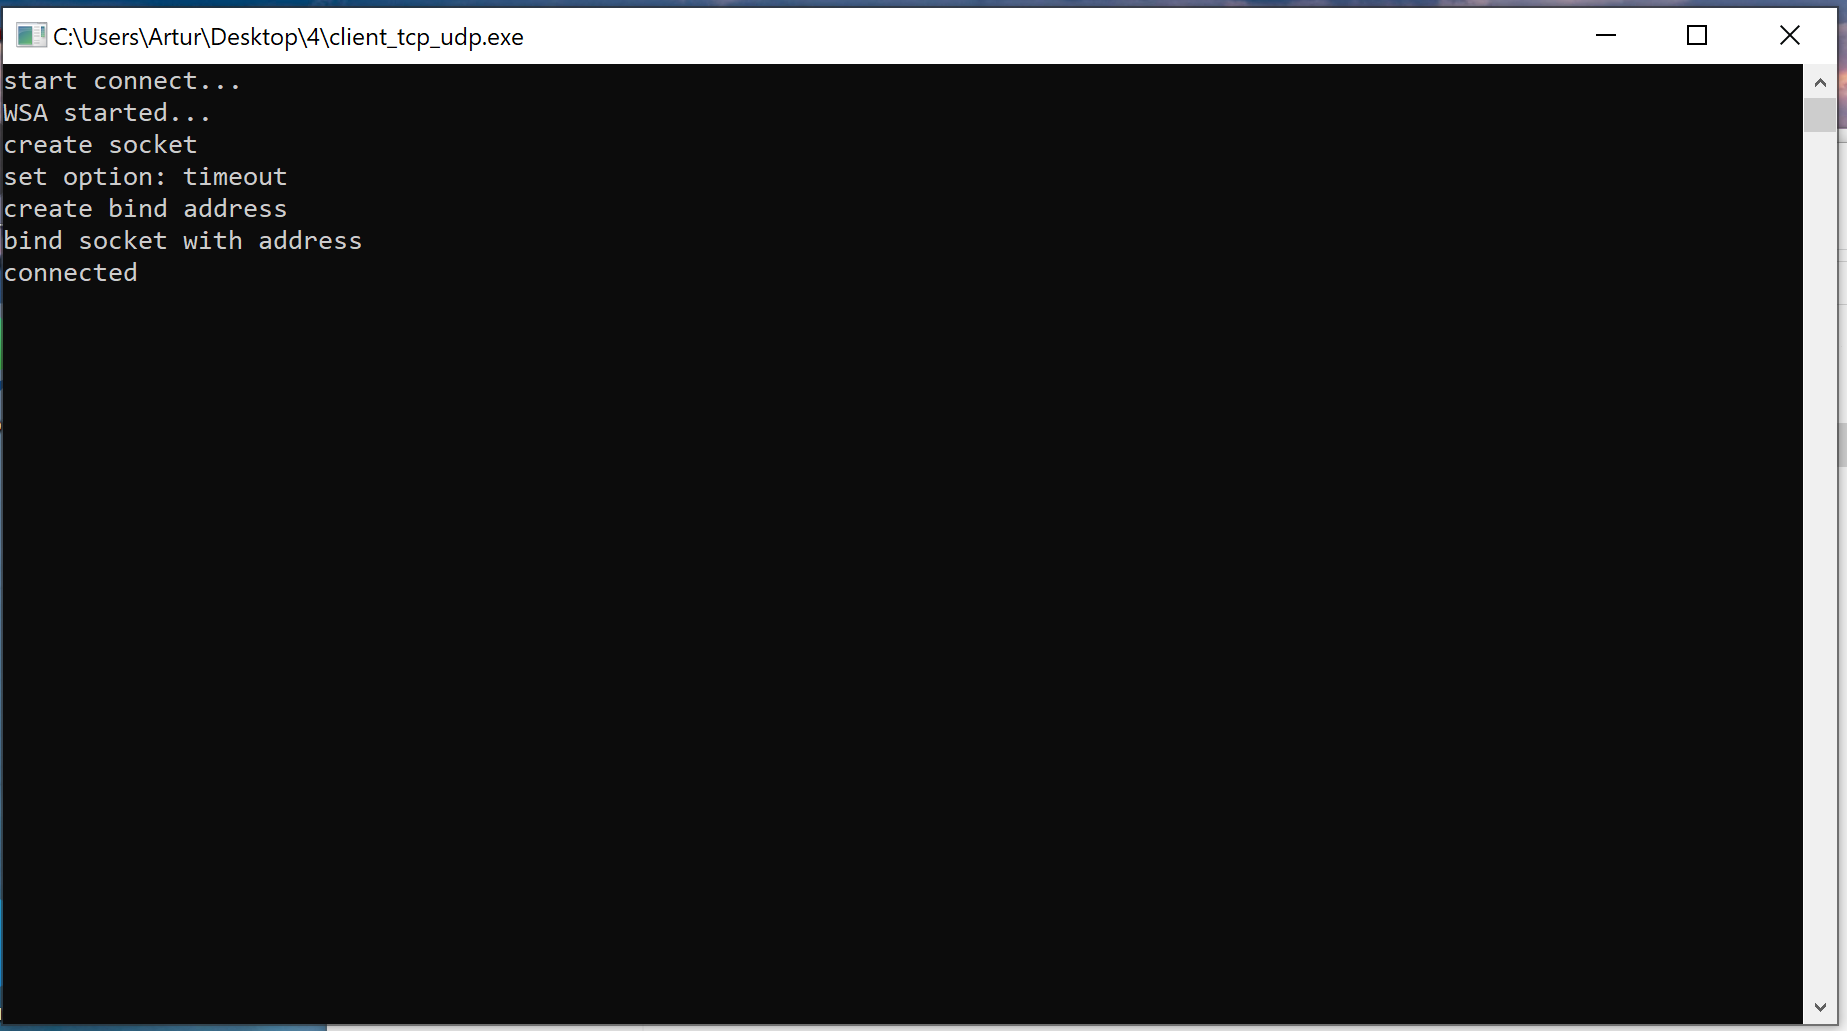 C:\Users\Artur\Desktop\4\client_tcp_udp.exe
start connect...
WSA started...
create socket
set option: timeout
create bind address
bind socket with address
connected